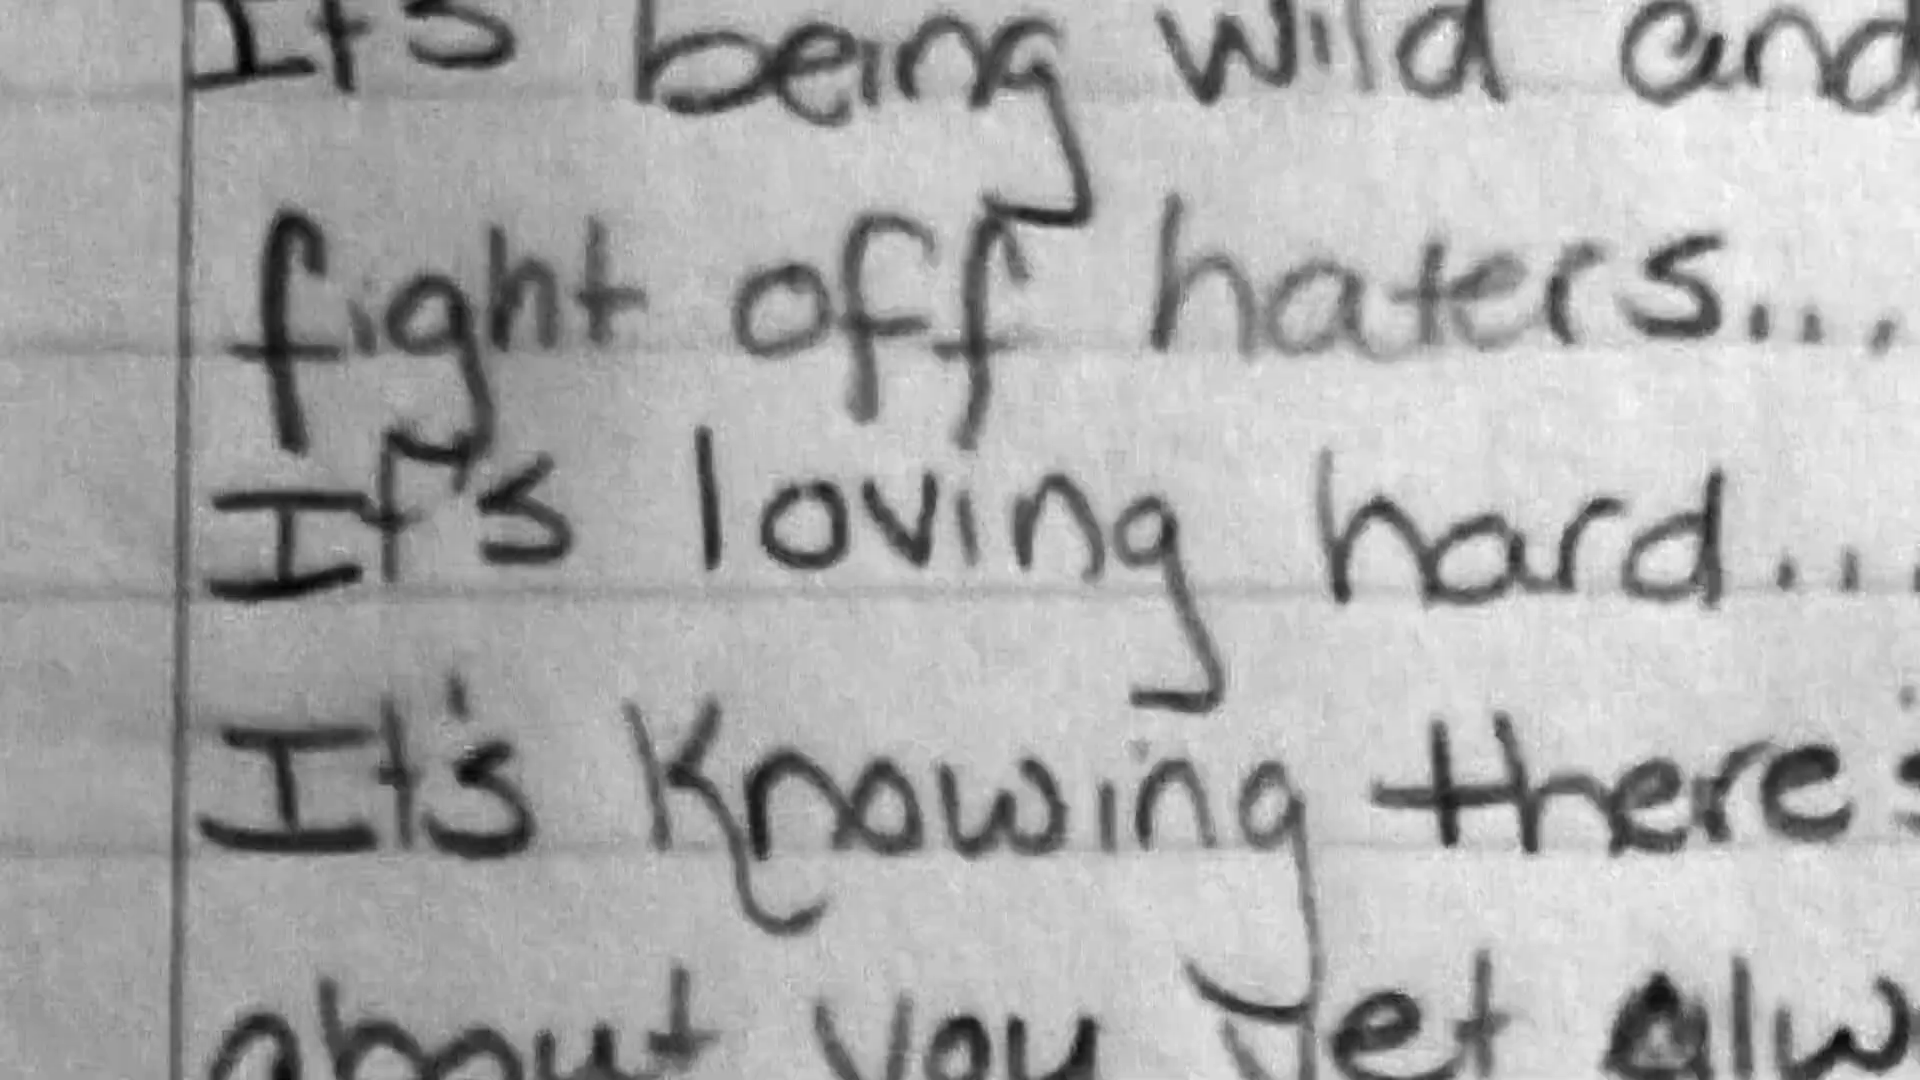 It's being wild and
fight off haters...
It's loving hard...
It's Knowing there's
about you yet alw